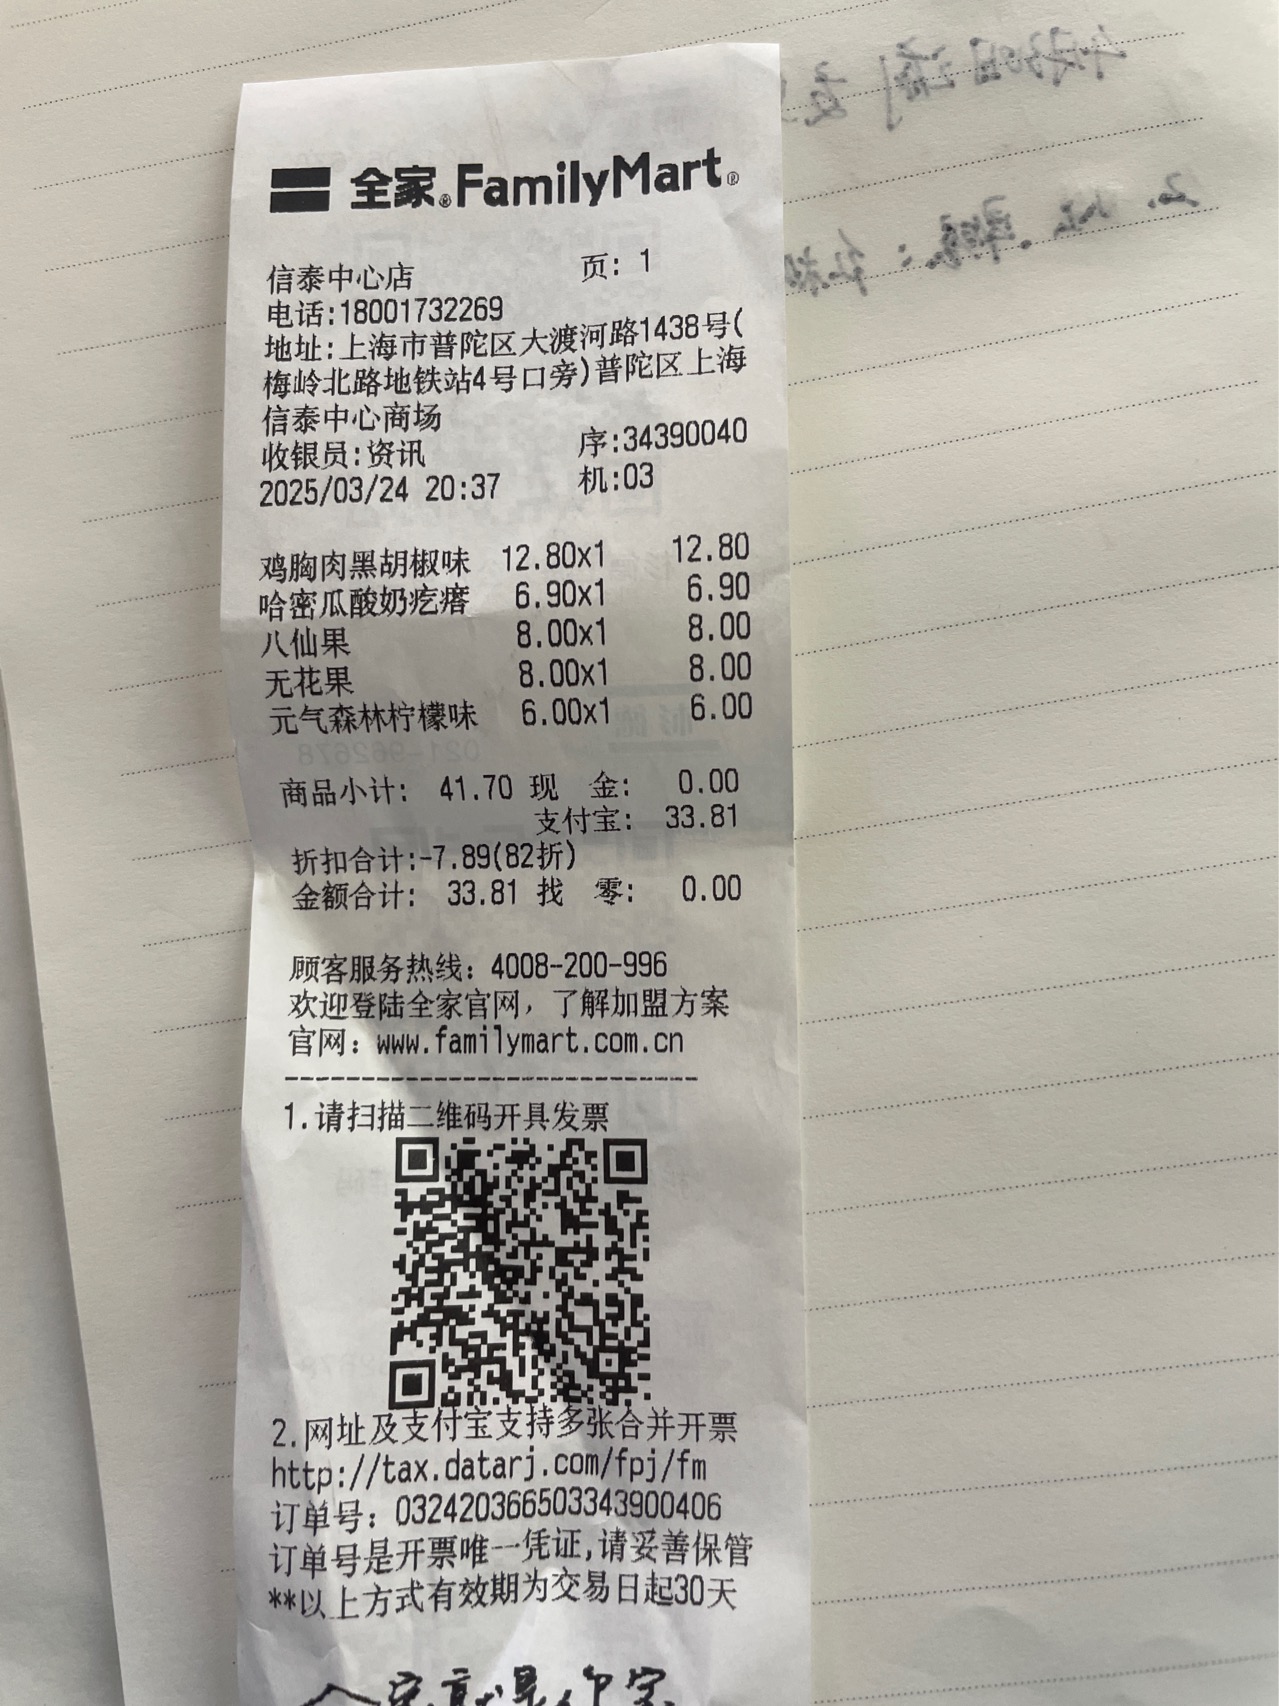 全家®FamilyMart®
信泰中心店 页: 1
电话:18001732269
地址:上海市普陀区大渡河路1438号(
梅岭北路地铁站4号口旁)普陀区上海
信泰中心商场
收银员:资讯 序:34390040
2025/03/24 20:37 机:03
鸡胸肉黑胡椒味 12.80x1 12.80
哈密瓜酸奶疙瘩 6.90x1 6.90
八仙果 8.00x1 8.00
无花果 8.00x1 8.00
元气森林柠檬味 6.00x1 6.00
商品小计: 41.70 现 金: 0.00
支付宝: 33.81
折扣合计:-7.89(82折)
金额合计: 33.81 找 零: 0.00
顾客服务热线: 4008-200-996
欢迎登陆全家官网,了解加盟方案
官网: www.familymart.com.cn
1.请扫描二维码开具发票
2.网址及支付宝支持多张合并开票
http://tax.datarj.com/fpj/fm
订单号: 032420366503343900406
订单号是开票唯一凭证,请妥善保管
**以上方式有效期为交易日起30天
全家就是你家